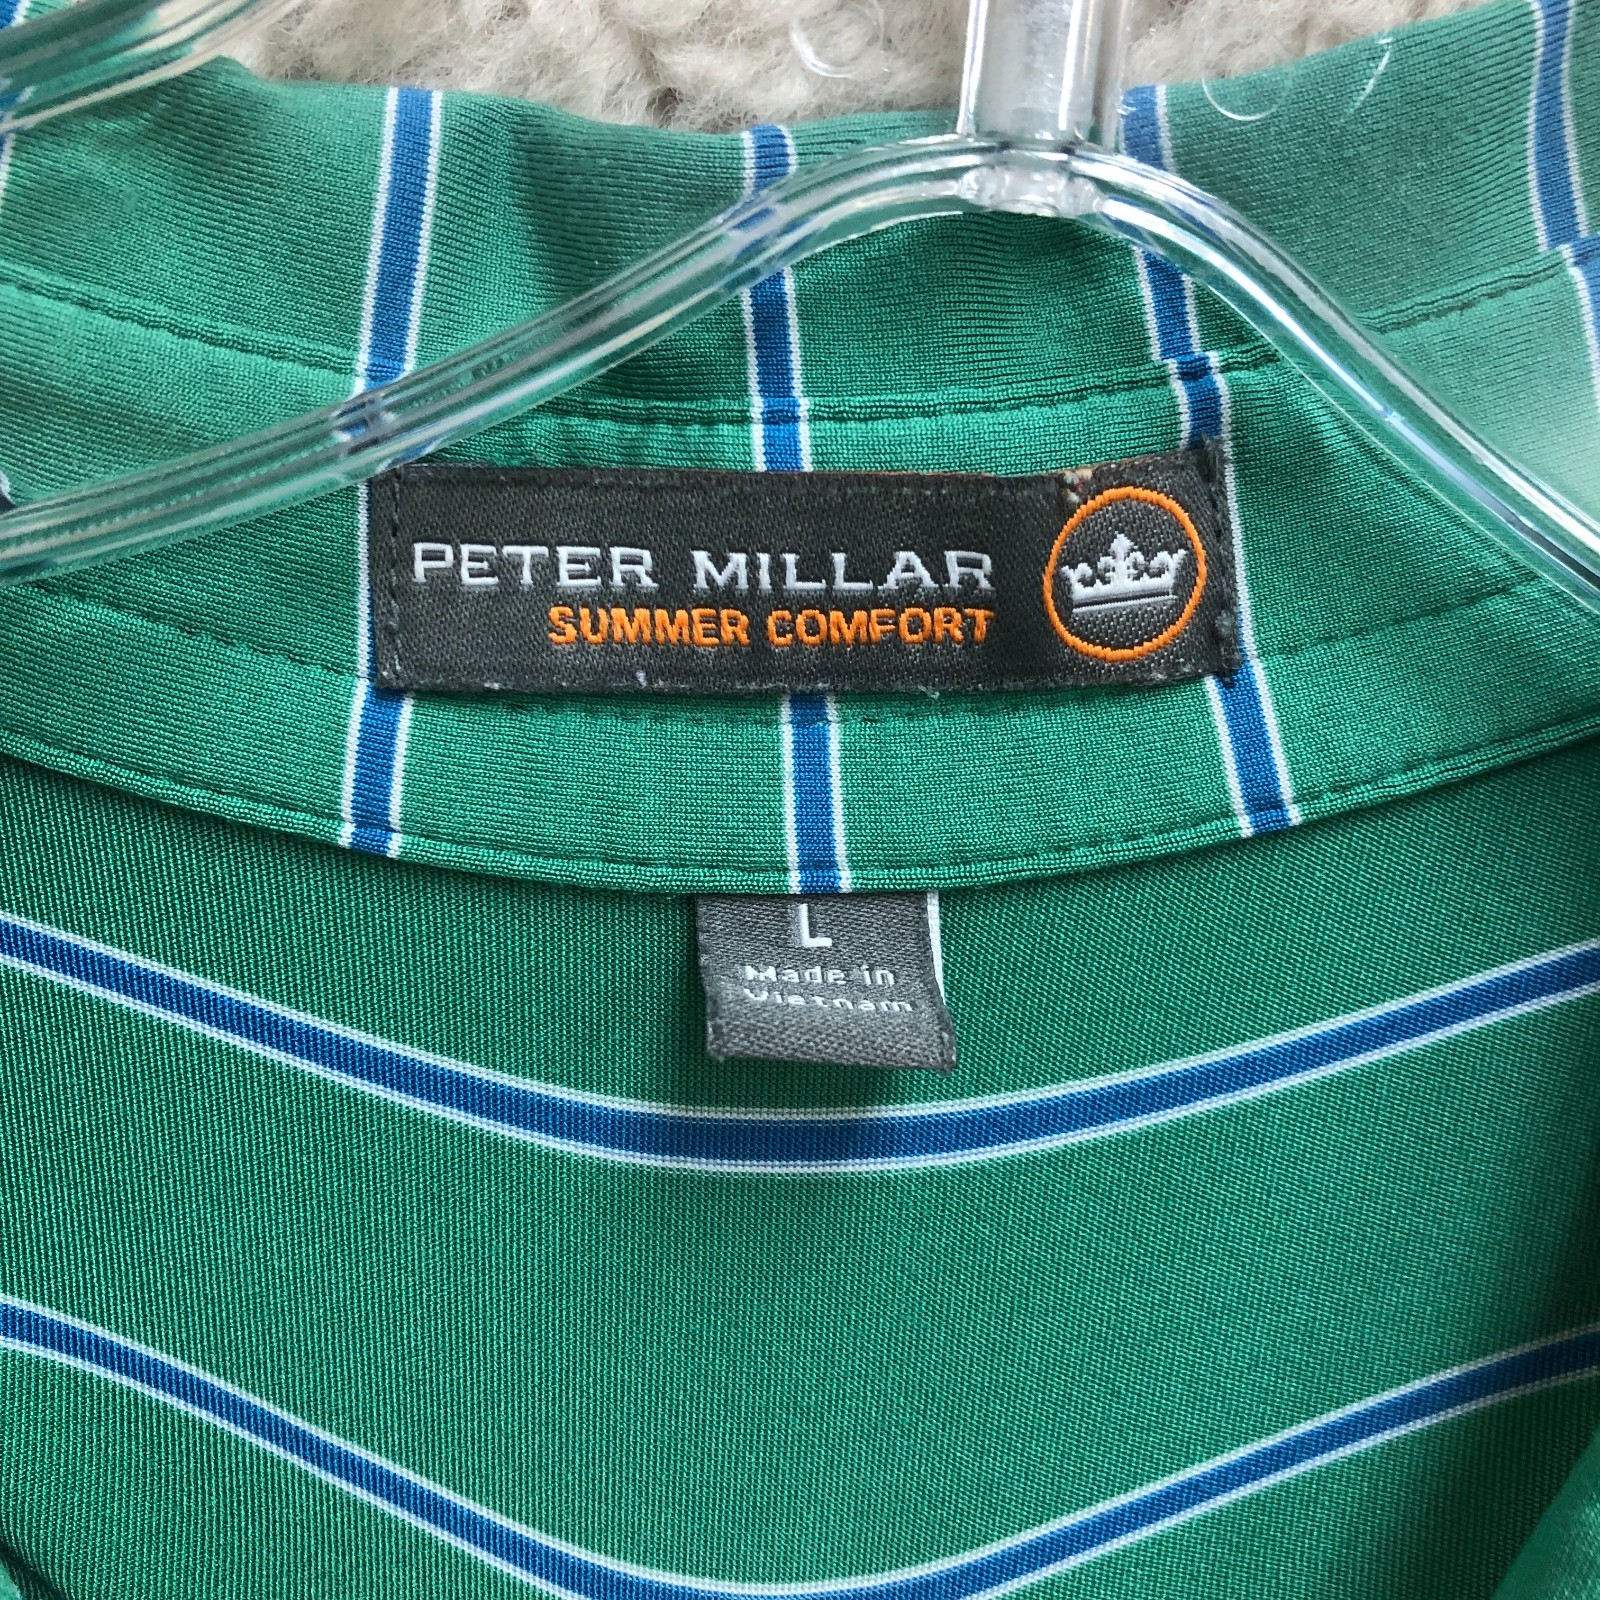 PETER MILLAR
SUMMER COMFORT
L
Made in
Vietnam